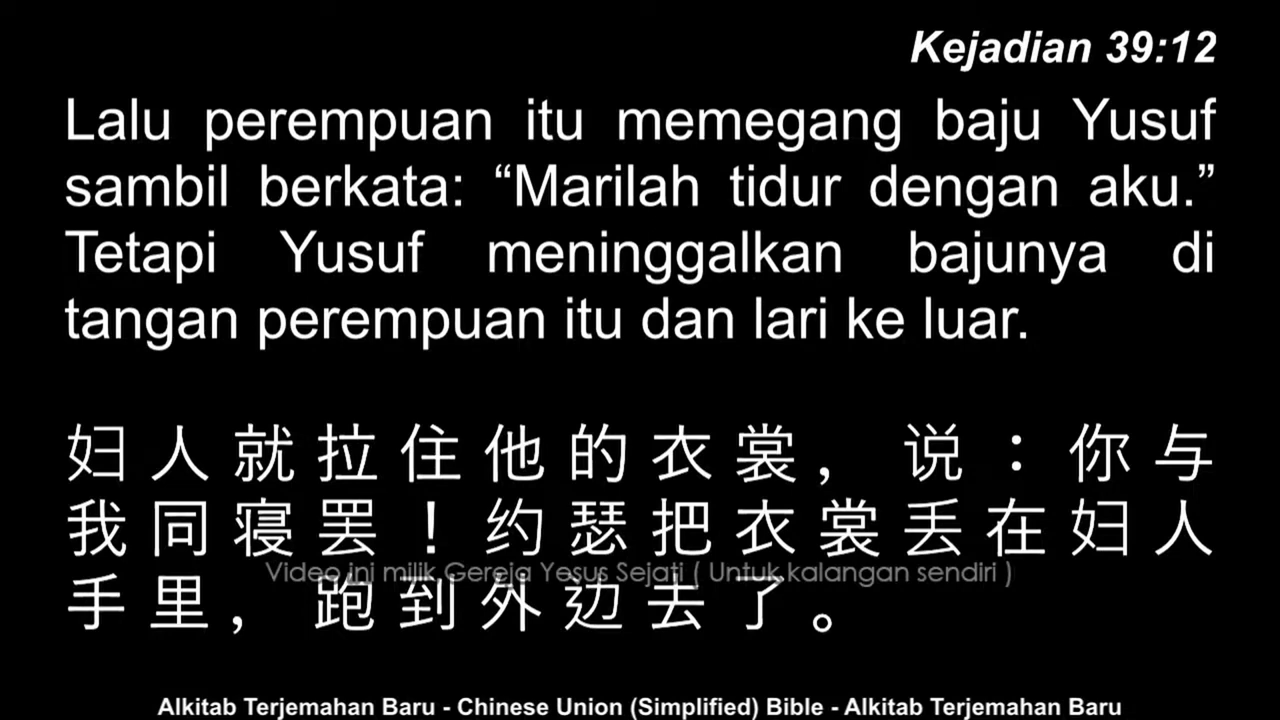 Kejadian 39:12
Lalu perempuan itu memegang baju Yusuf
sambil berkata: “Marilah tidur dengan aku.”
Tetapi Yusuf meninggalkan bajunya di
tangan perempuan itu dan lari ke luar.
妇人就拉住他的衣裳，说：你与
我同寝罢！约瑟把衣裳丢在妇人
Video ini milik Gereja Yesus Sejati ( Untuk kalangan sendiri )
手里，跑到外边去了。
Alkitab Terjemahan Baru - Chinese Union (Simplified) Bible - Alkitab Terjemahan Baru